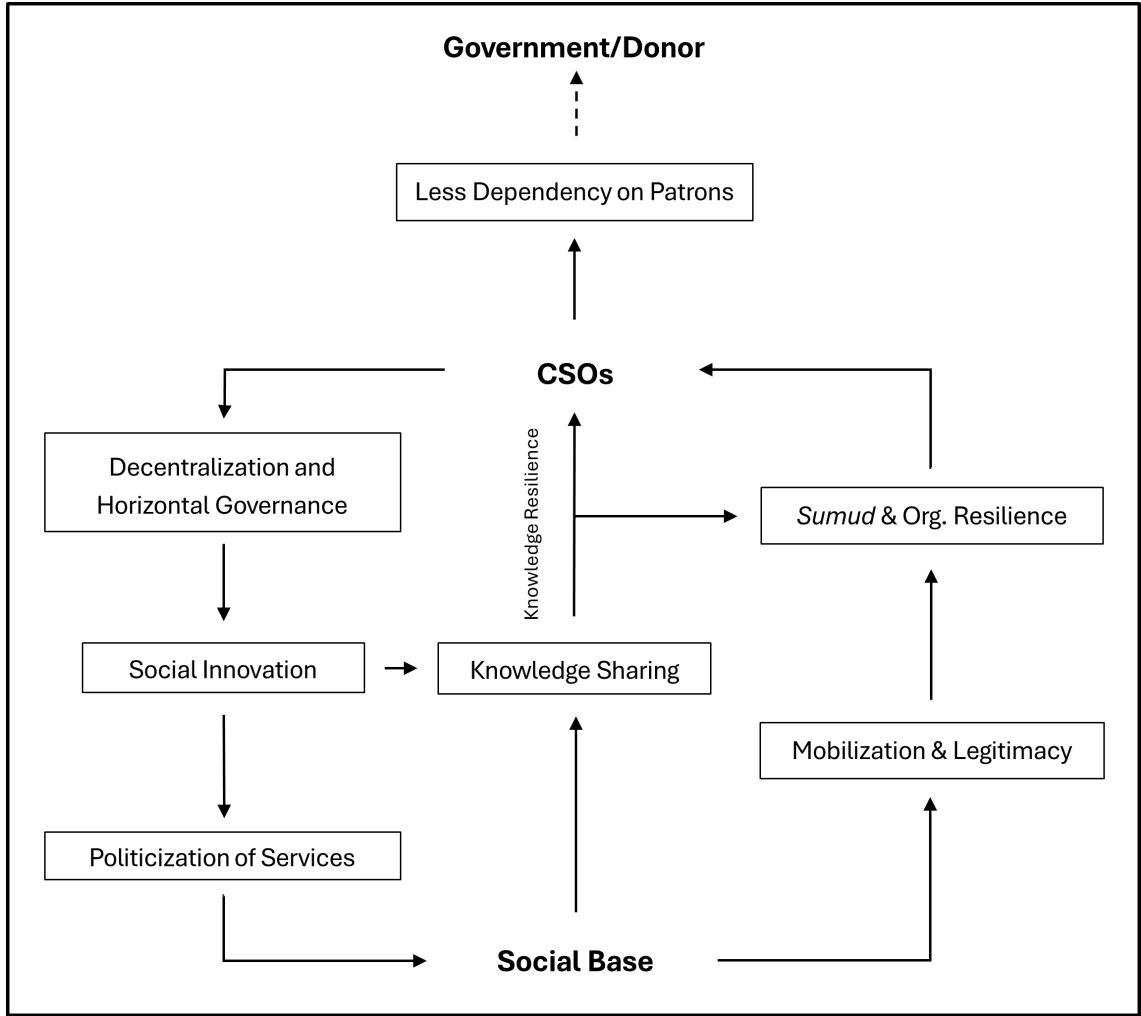 Government/Donor
Less Dependency on Patrons
CSOs
Decentralization and
Horizontal Governance
Knowledge Resilience
Sumud & Org. Resilience
Social Innovation
Knowledge Sharing
Mobilization & Legitimacy
Politicization of Services
Social Base